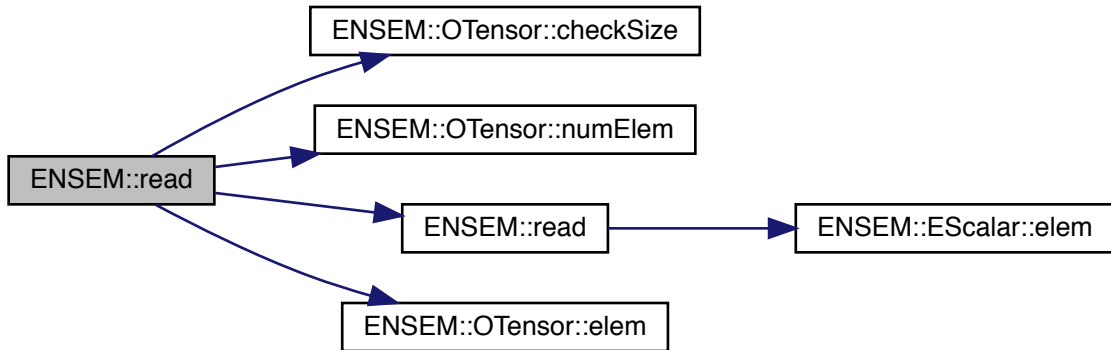 ENSEM::OTensor::checkSize
ENSEM::OTensor::numElem
ENSEM::read
ENSEM::read
ENSEM::EScalar::elem
ENSEM::OTensor::elem